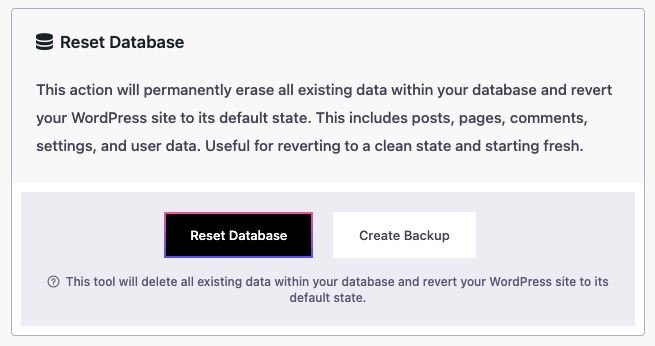 Reset Database
This action will permanently erase all existing data within your database and revert
your WordPress site to its default state. This includes posts, pages, comments,
settings, and user data. Useful for reverting to a clean state and starting fresh.
Reset Database
Create Backup
This tool will delete all existing data within your database and revert your WordPress site to its
default state.